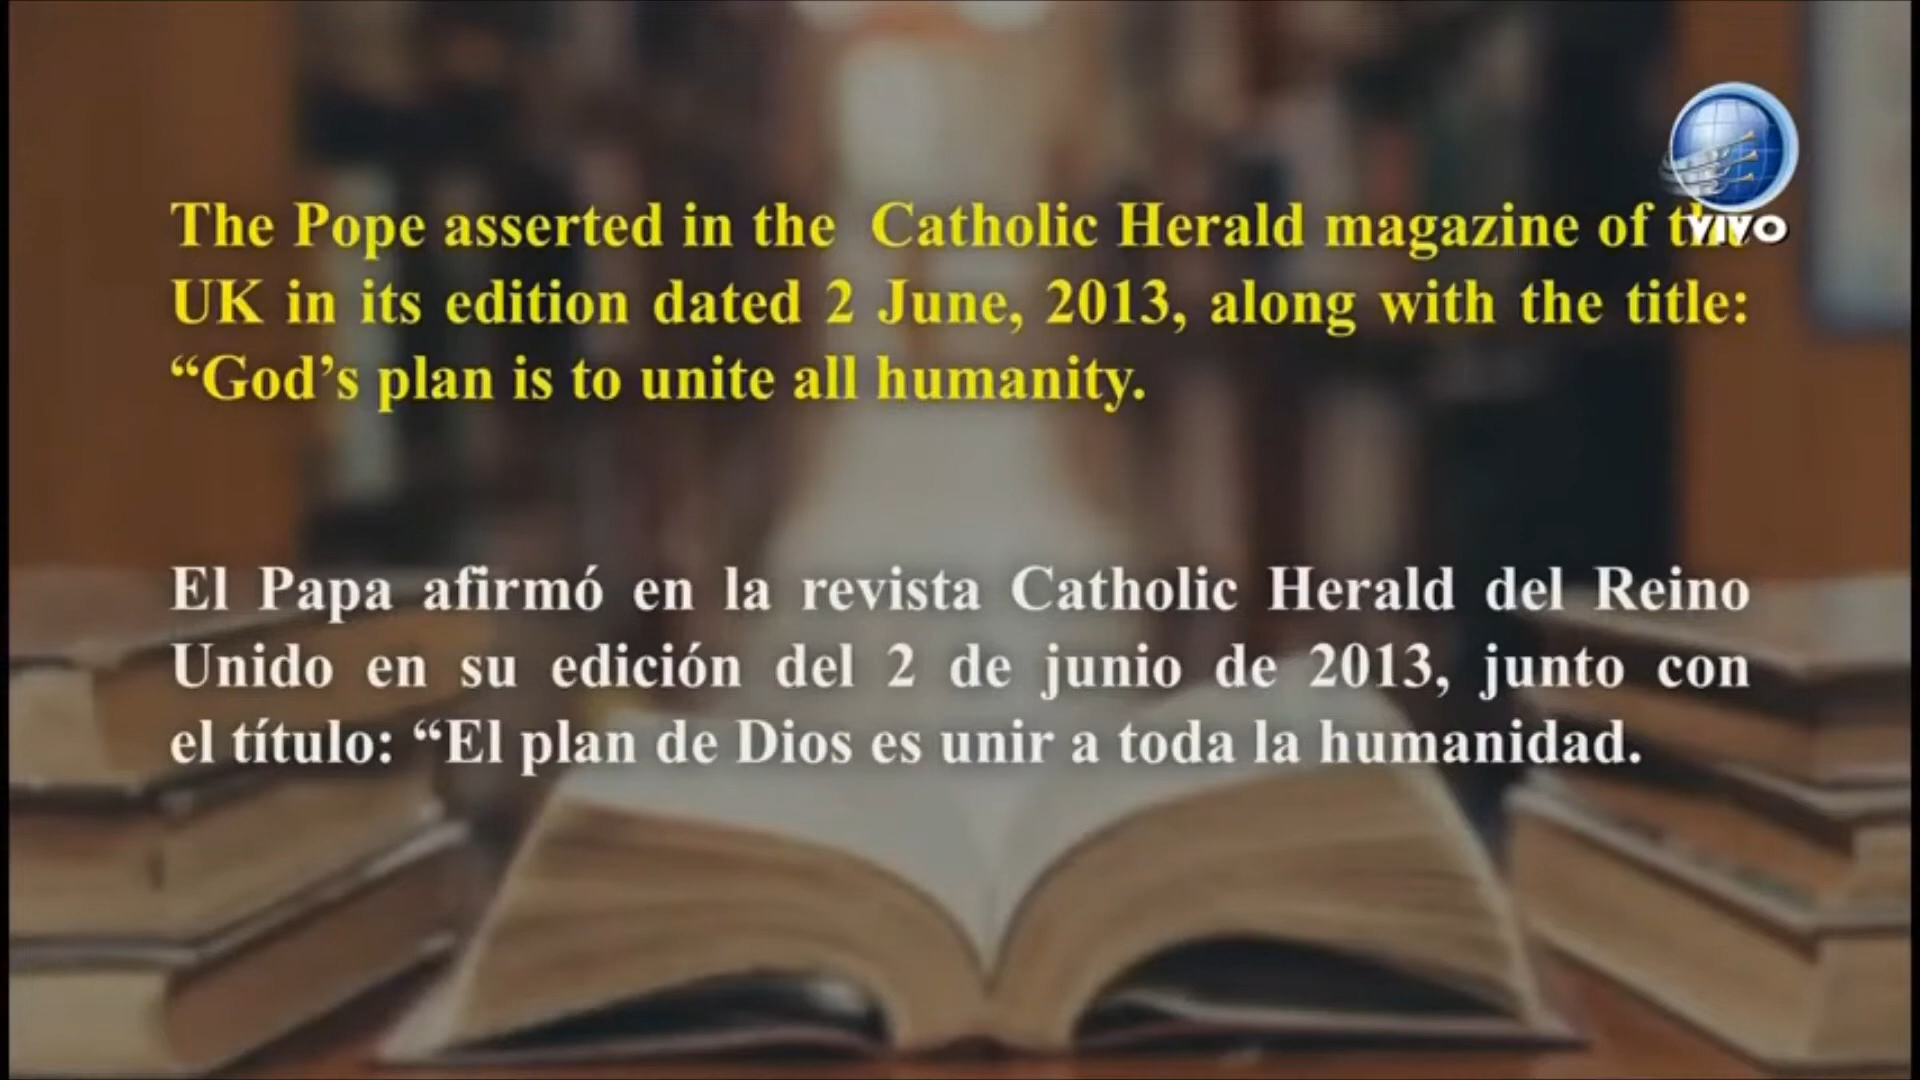 The Pope asserted in the Catholic Herald magazine of
UK in its edition dated 2 June, 2013, along with the title:
“God’s plan is to unite all humanity.
VIVO
El Papa afirmó en la revista Catholic Herald del Reino
Unido en su edición del 2 de junio de 2013, junto con
el título: “El plan de Dios es unir a toda la humanidad.